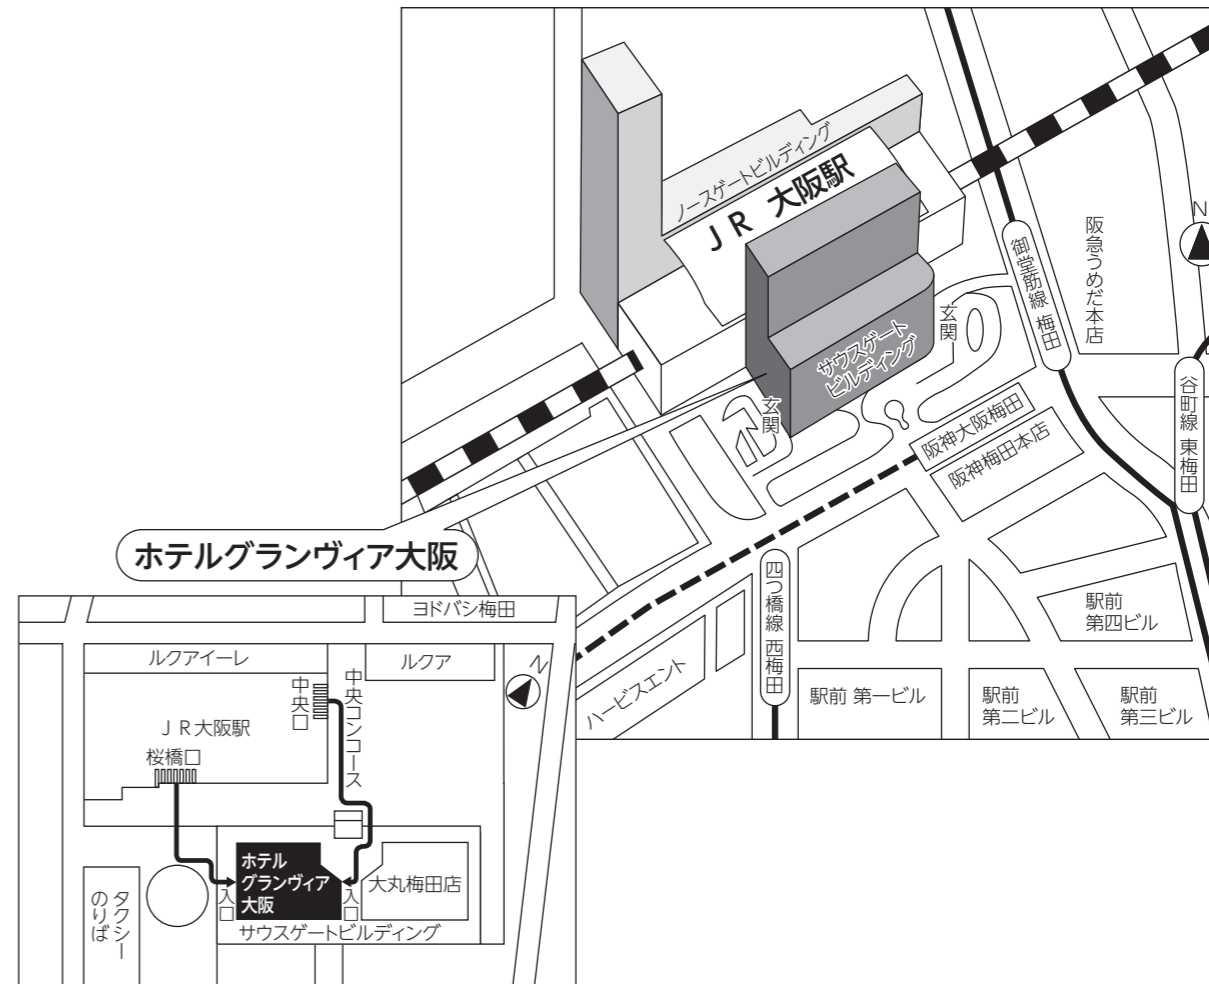 ノースゲートビルディング
ＪＲ 大阪駅
サウスゲート
ビルディング
玄関
玄関
御堂筋線 梅田
阪急うめだ本店
N
谷町線 東梅田
阪神大阪梅田
阪神梅田本店
四つ橋線 西梅田
ハービスエント
駅前 第一ビル
駅前
第二ビル
駅前
第三ビル
駅前
第四ビル
ホテルグランヴィア大阪
ヨドバシ梅田
ルクアイーレ
ルクア
N
中央口
中央コンコース
ＪＲ大阪駅
桜橋口
ホテル
グランヴィア
大阪
入口
入口
大丸梅田店
サウスゲートビルディング
タクシー
のりば